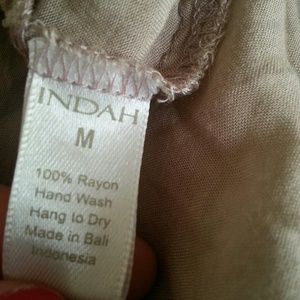 INDAH
M
100% Rayon
Hand Wash
Hang to Dry
Made in Bali
Indonesia